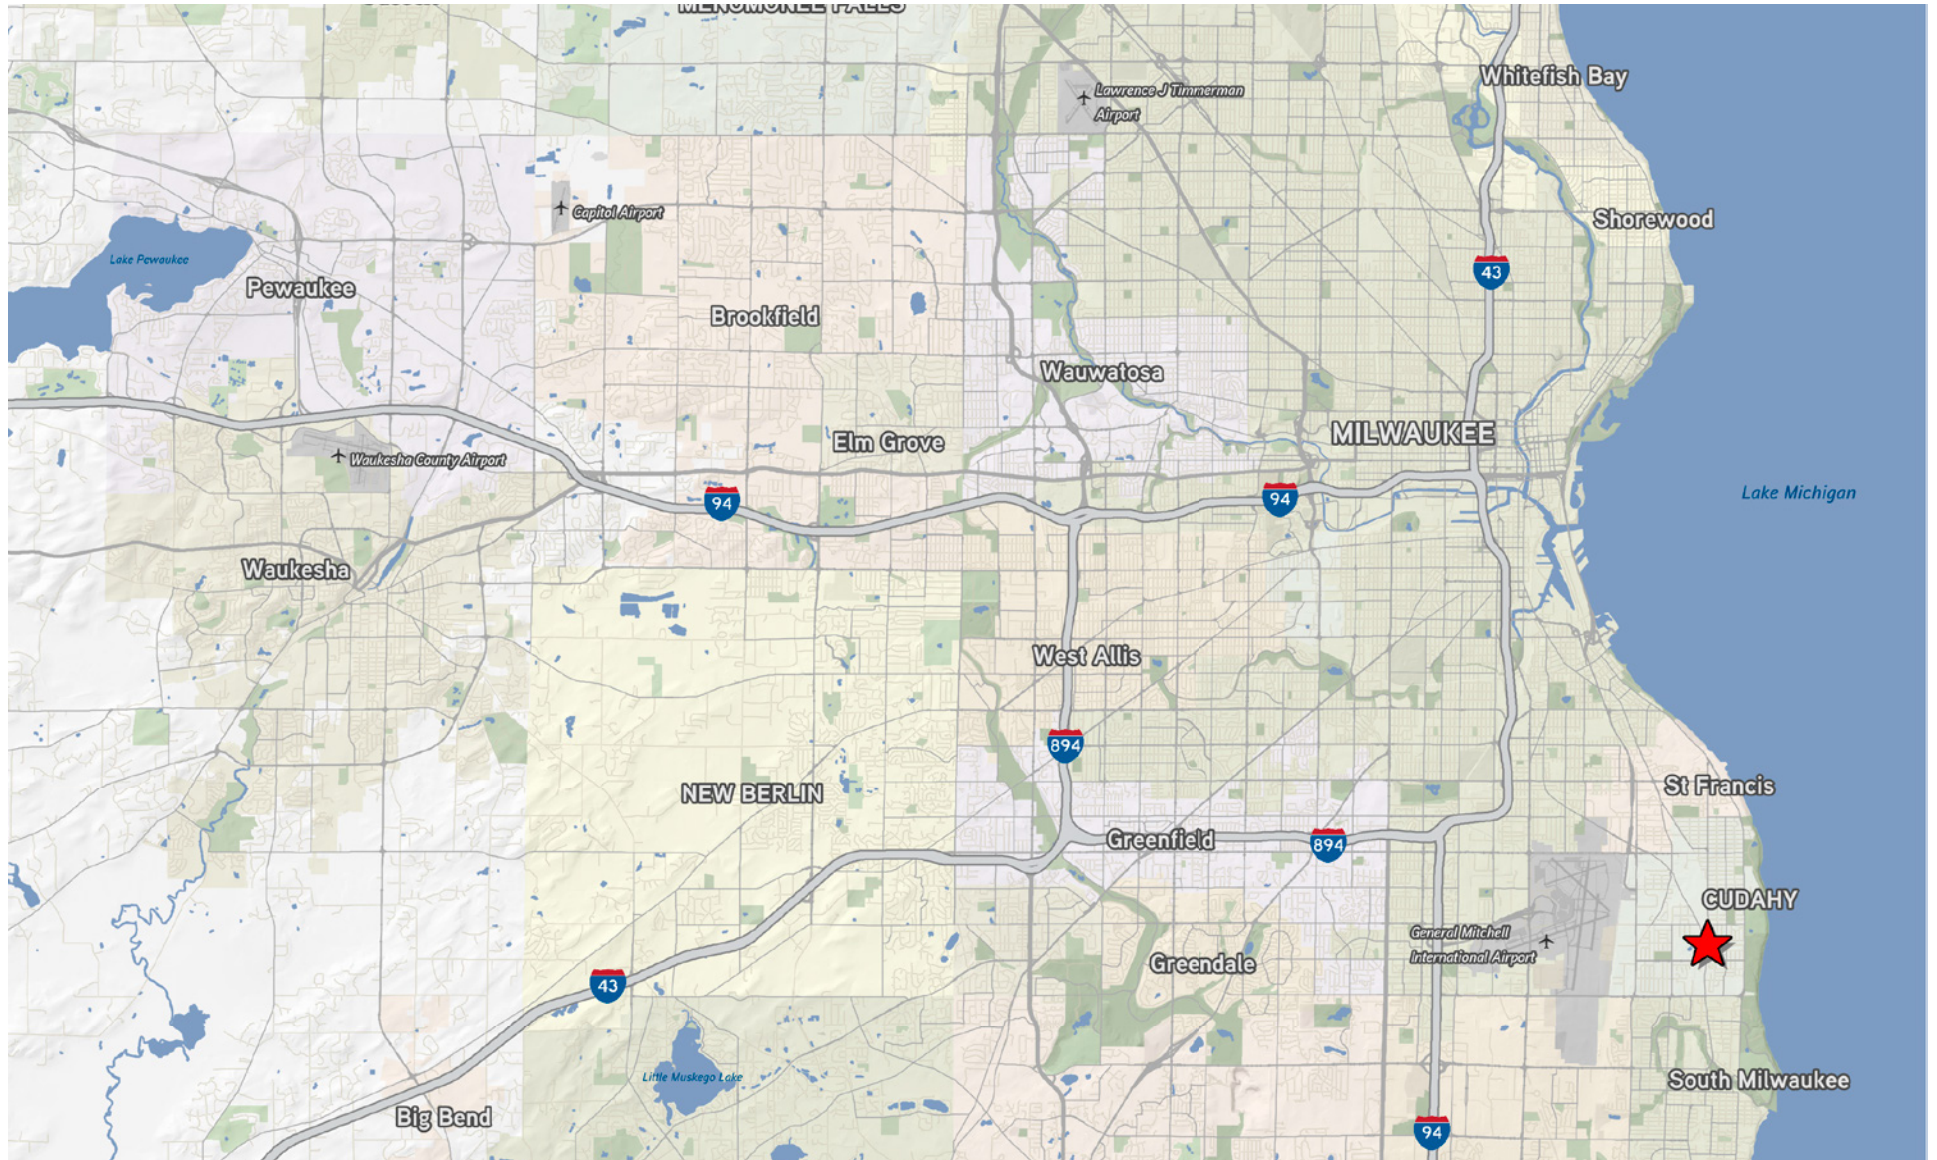 MENOMONEE FALLS
Whitefish Bay
Lawrence J Timmerman
Airport
Capitol Airport
Shorewood
Lake Pewaukee
43
Pewaukee
Brookfield
Wauwatosa
MILWAUKEE
Elm Grove
Waukesha County Airport
94
94
Lake Michigan
Waukesha
West Allis
894
St Francis
NEW BERLIN
Greenfield
894
CUDAHY
General Mitchell
International Airport
Greendale
43
Little Muskego Lake
South Milwaukee
Big Bend
94